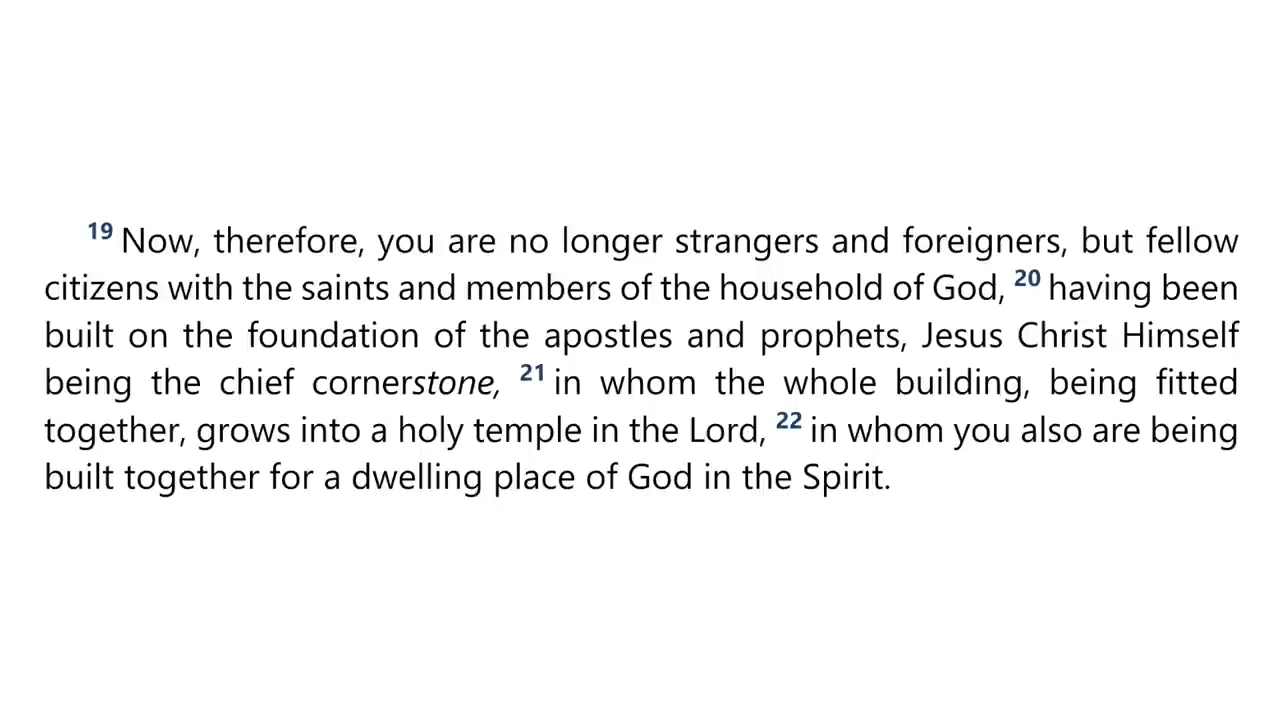 19 Now, therefore, you are no longer strangers and foreigners, but fellow
citizens with the saints and members of the household of God, 20 having been
built on the foundation of the apostles and prophets, Jesus Christ Himself
being the chief cornerstone, 21 in whom the whole building, being fitted
together, grows into a holy temple in the Lord, 22 in whom you also are being
built together for a dwelling place of God in the Spirit.